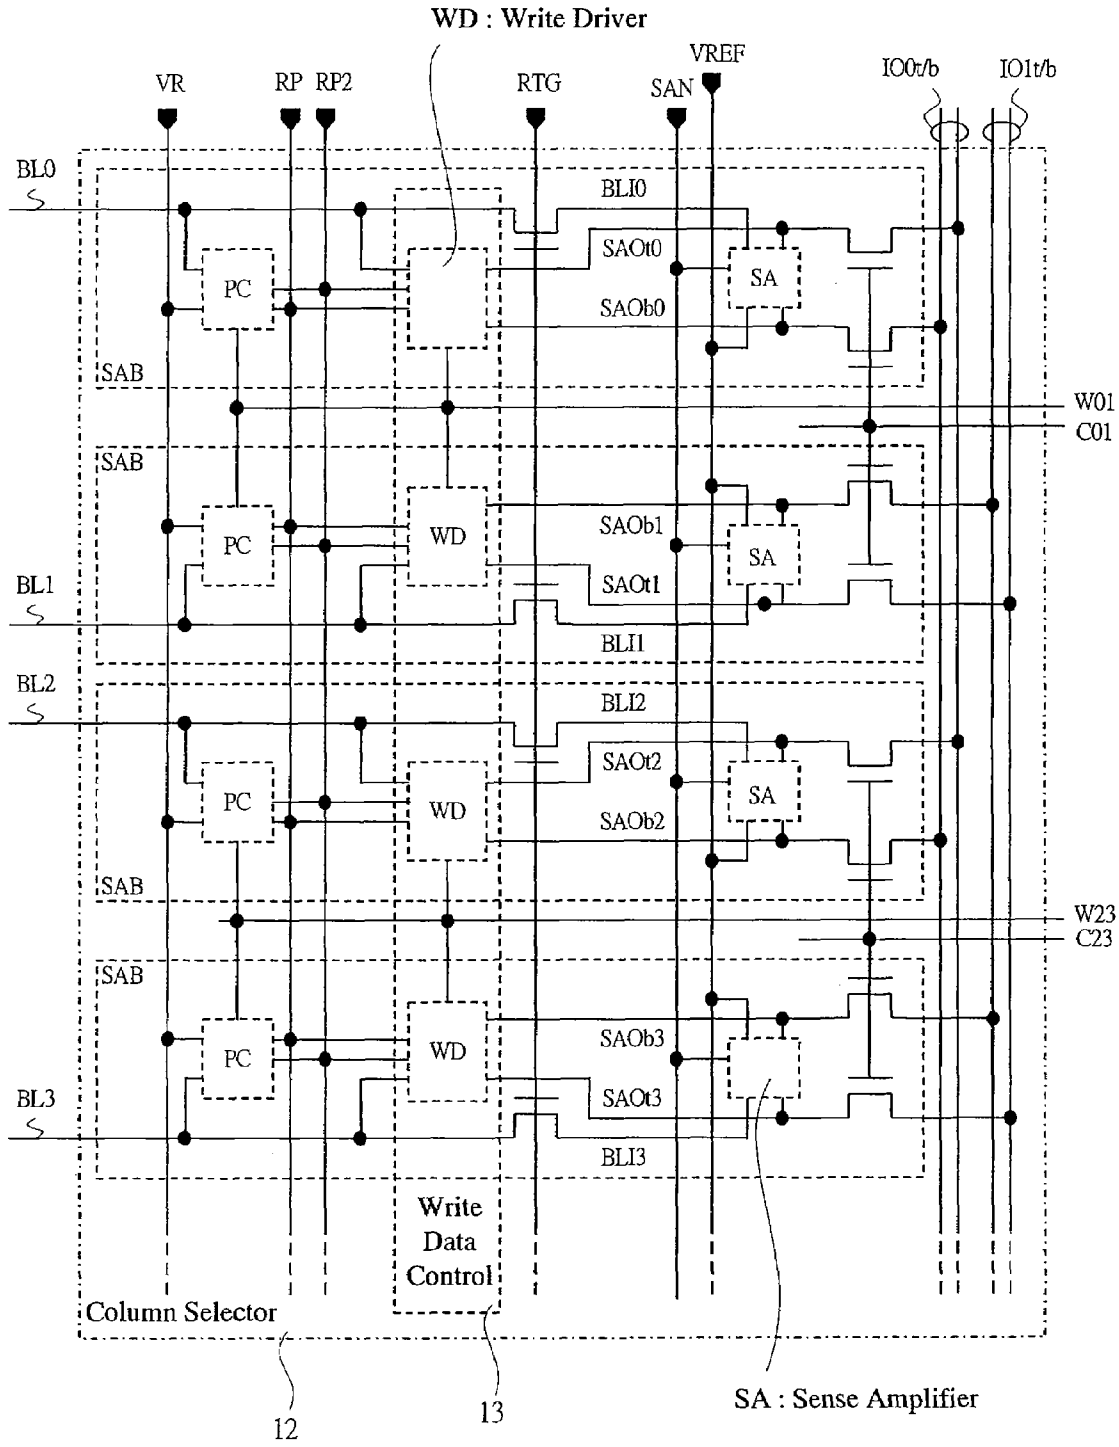 WD : Write Driver
VREF
IO0t/b
IO1t/b
VR
RP
RP2
RTG
SAN
BL0
BLI0
SAOt0
PC
SA
SAOb0
SAB
W01
C01
SAB
SAOb1
PC
WD
SA
BL1
SAOt1
BLI1
BL2
BLI2
SAOt2
PC
WD
SA
SAOb2
SAB
W23
C23
SAB
SAOb3
PC
WD
BL3
SAOt3
BLI3
Write
Data
Control
Column Selector
SA : Sense Amplifier
12
13